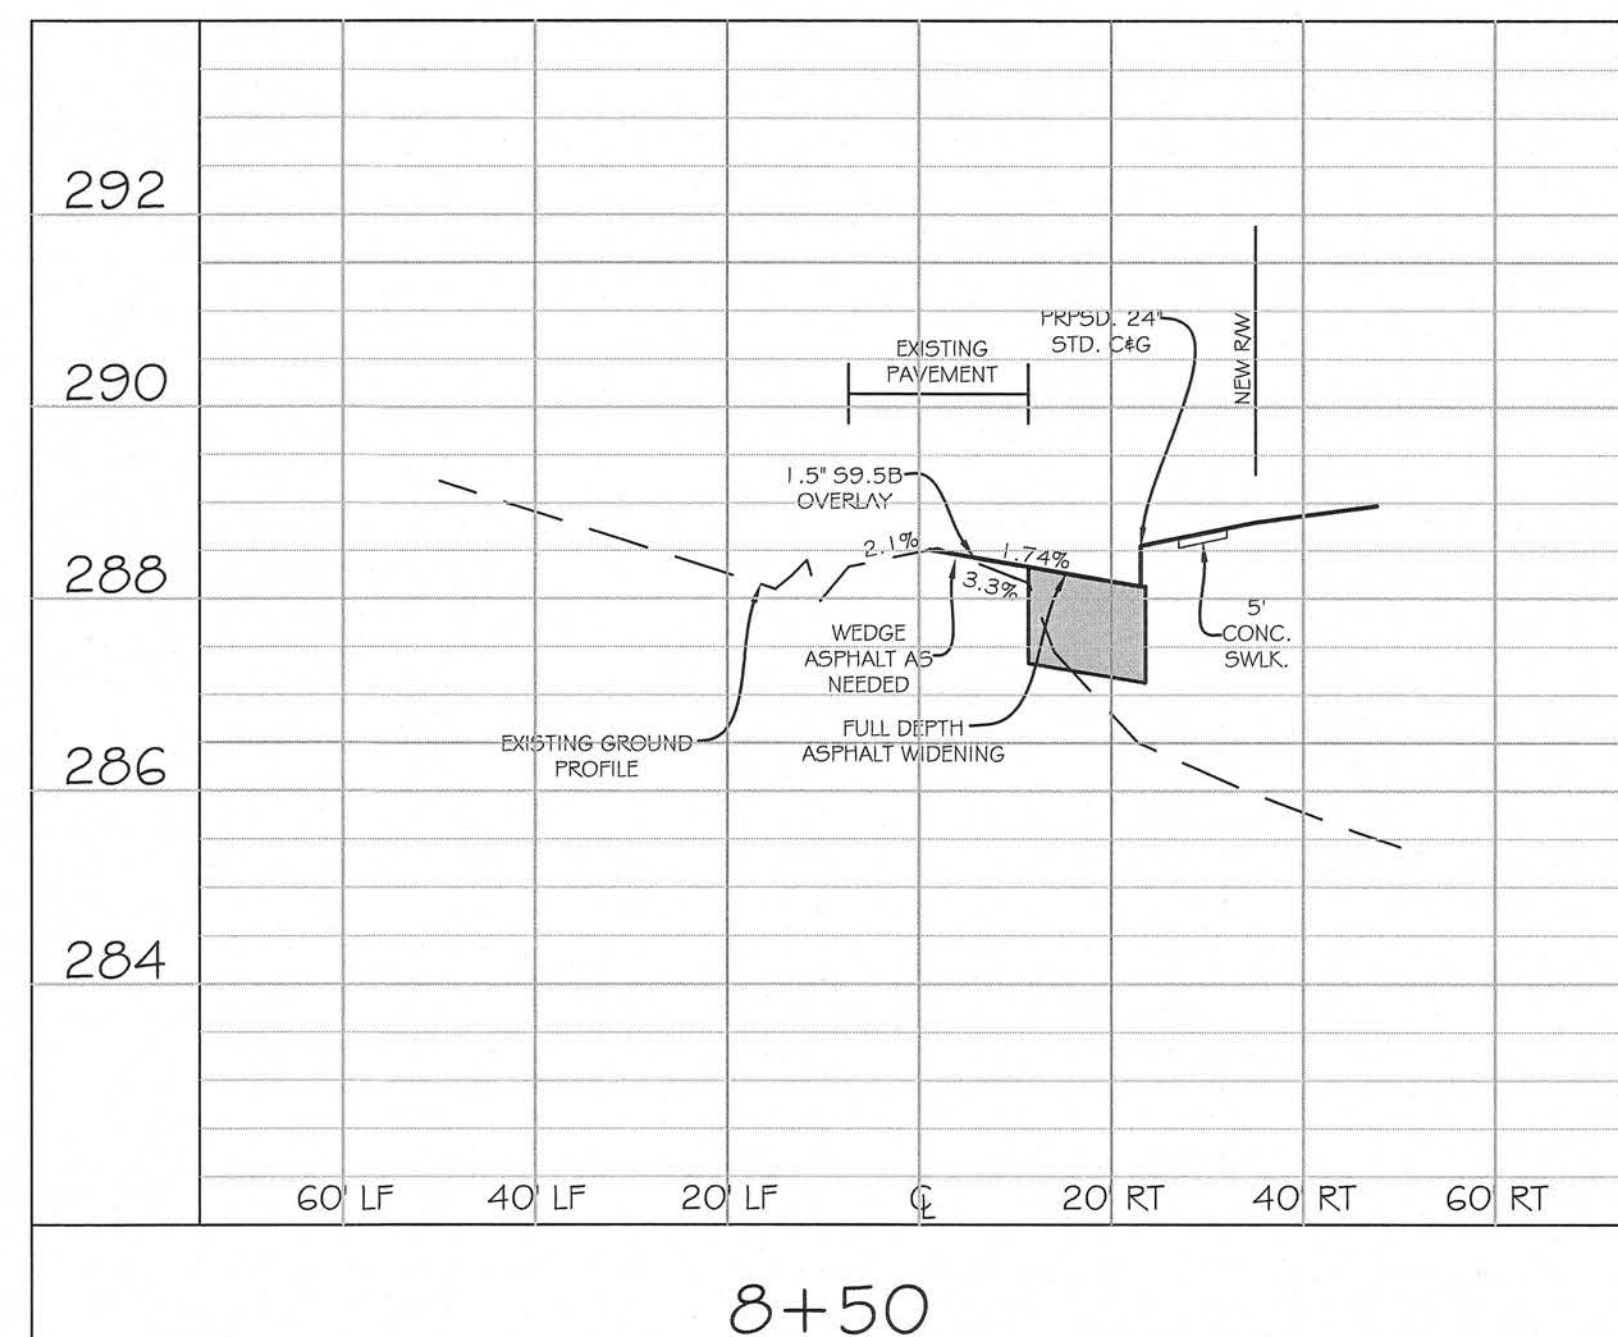 292
290
288
286
284
PRPSD. 24"
STD. C&G
NEW R/W
EXISTING
PAVEMENT
1.5" S9.5B
OVERLAY
2.1%
1.74%
3.3%
WEDGE
ASPHALT AS
NEEDED
5'
CONC.
SWLK.
EXISTING GROUND
PROFILE
FULL DEPTH
ASPHALT WIDENING
60' LF
40' LF
20' LF
℄
20' RT
40' RT
60' RT
8+50